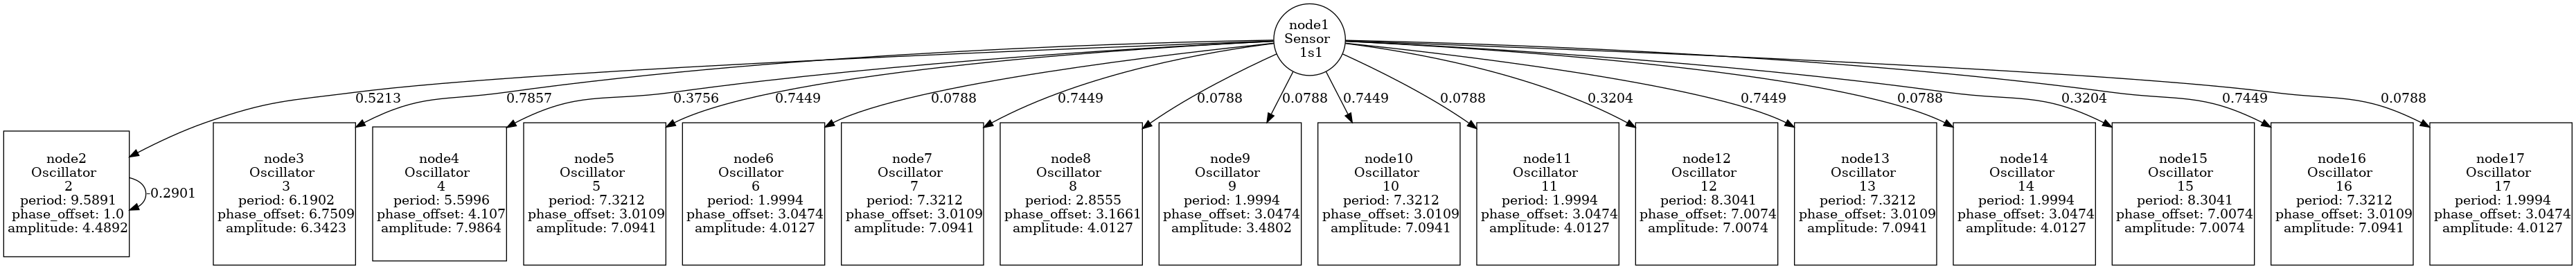 node1
Sensor
1s1
0.5213
0.7857
0.3756
0.7449
0.0788
0.7449
0.0788
0.0788
0.7449
0.0788
0.3204
0.7449
0.0788
0.3204
0.7449
0.0788
node2
Oscillator
2
period: 9.5891
phase_offset: 1.0
amplitude: 4.4892
-0.2901
node3
Oscillator
3
period: 6.1902
phase_offset: 6.7509
amplitude: 6.3423
node4
Oscillator
4
period: 5.5996
phase_offset: 4.107
amplitude: 7.9864
node5
Oscillator
5
period: 7.3212
phase_offset: 3.0109
amplitude: 7.0941
node6
Oscillator
6
period: 1.9994
phase_offset: 3.0474
amplitude: 4.0127
node7
Oscillator
7
period: 7.3212
phase_offset: 3.0109
amplitude: 7.0941
node8
Oscillator
8
period: 2.8555
phase_offset: 3.1661
amplitude: 4.0127
node9
Oscillator
9
period: 1.9994
phase_offset: 3.0474
amplitude: 3.4802
node10
Oscillator
10
period: 7.3212
phase_offset: 3.0109
amplitude: 7.0941
node11
Oscillator
11
period: 1.9994
phase_offset: 3.0474
amplitude: 4.0127
node12
Oscillator
12
period: 8.3041
phase_offset: 7.0074
amplitude: 7.0074
node13
Oscillator
13
period: 7.3212
phase_offset: 3.0109
amplitude: 7.0941
node14
Oscillator
14
period: 1.9994
phase_offset: 3.0474
amplitude: 4.0127
node15
Oscillator
15
period: 8.3041
phase_offset: 7.0074
amplitude: 7.0074
node16
Oscillator
16
period: 7.3212
phase_offset: 3.0109
amplitude: 7.0941
node17
Oscillator
17
period: 1.9994
phase_offset: 3.0474
amplitude: 4.0127